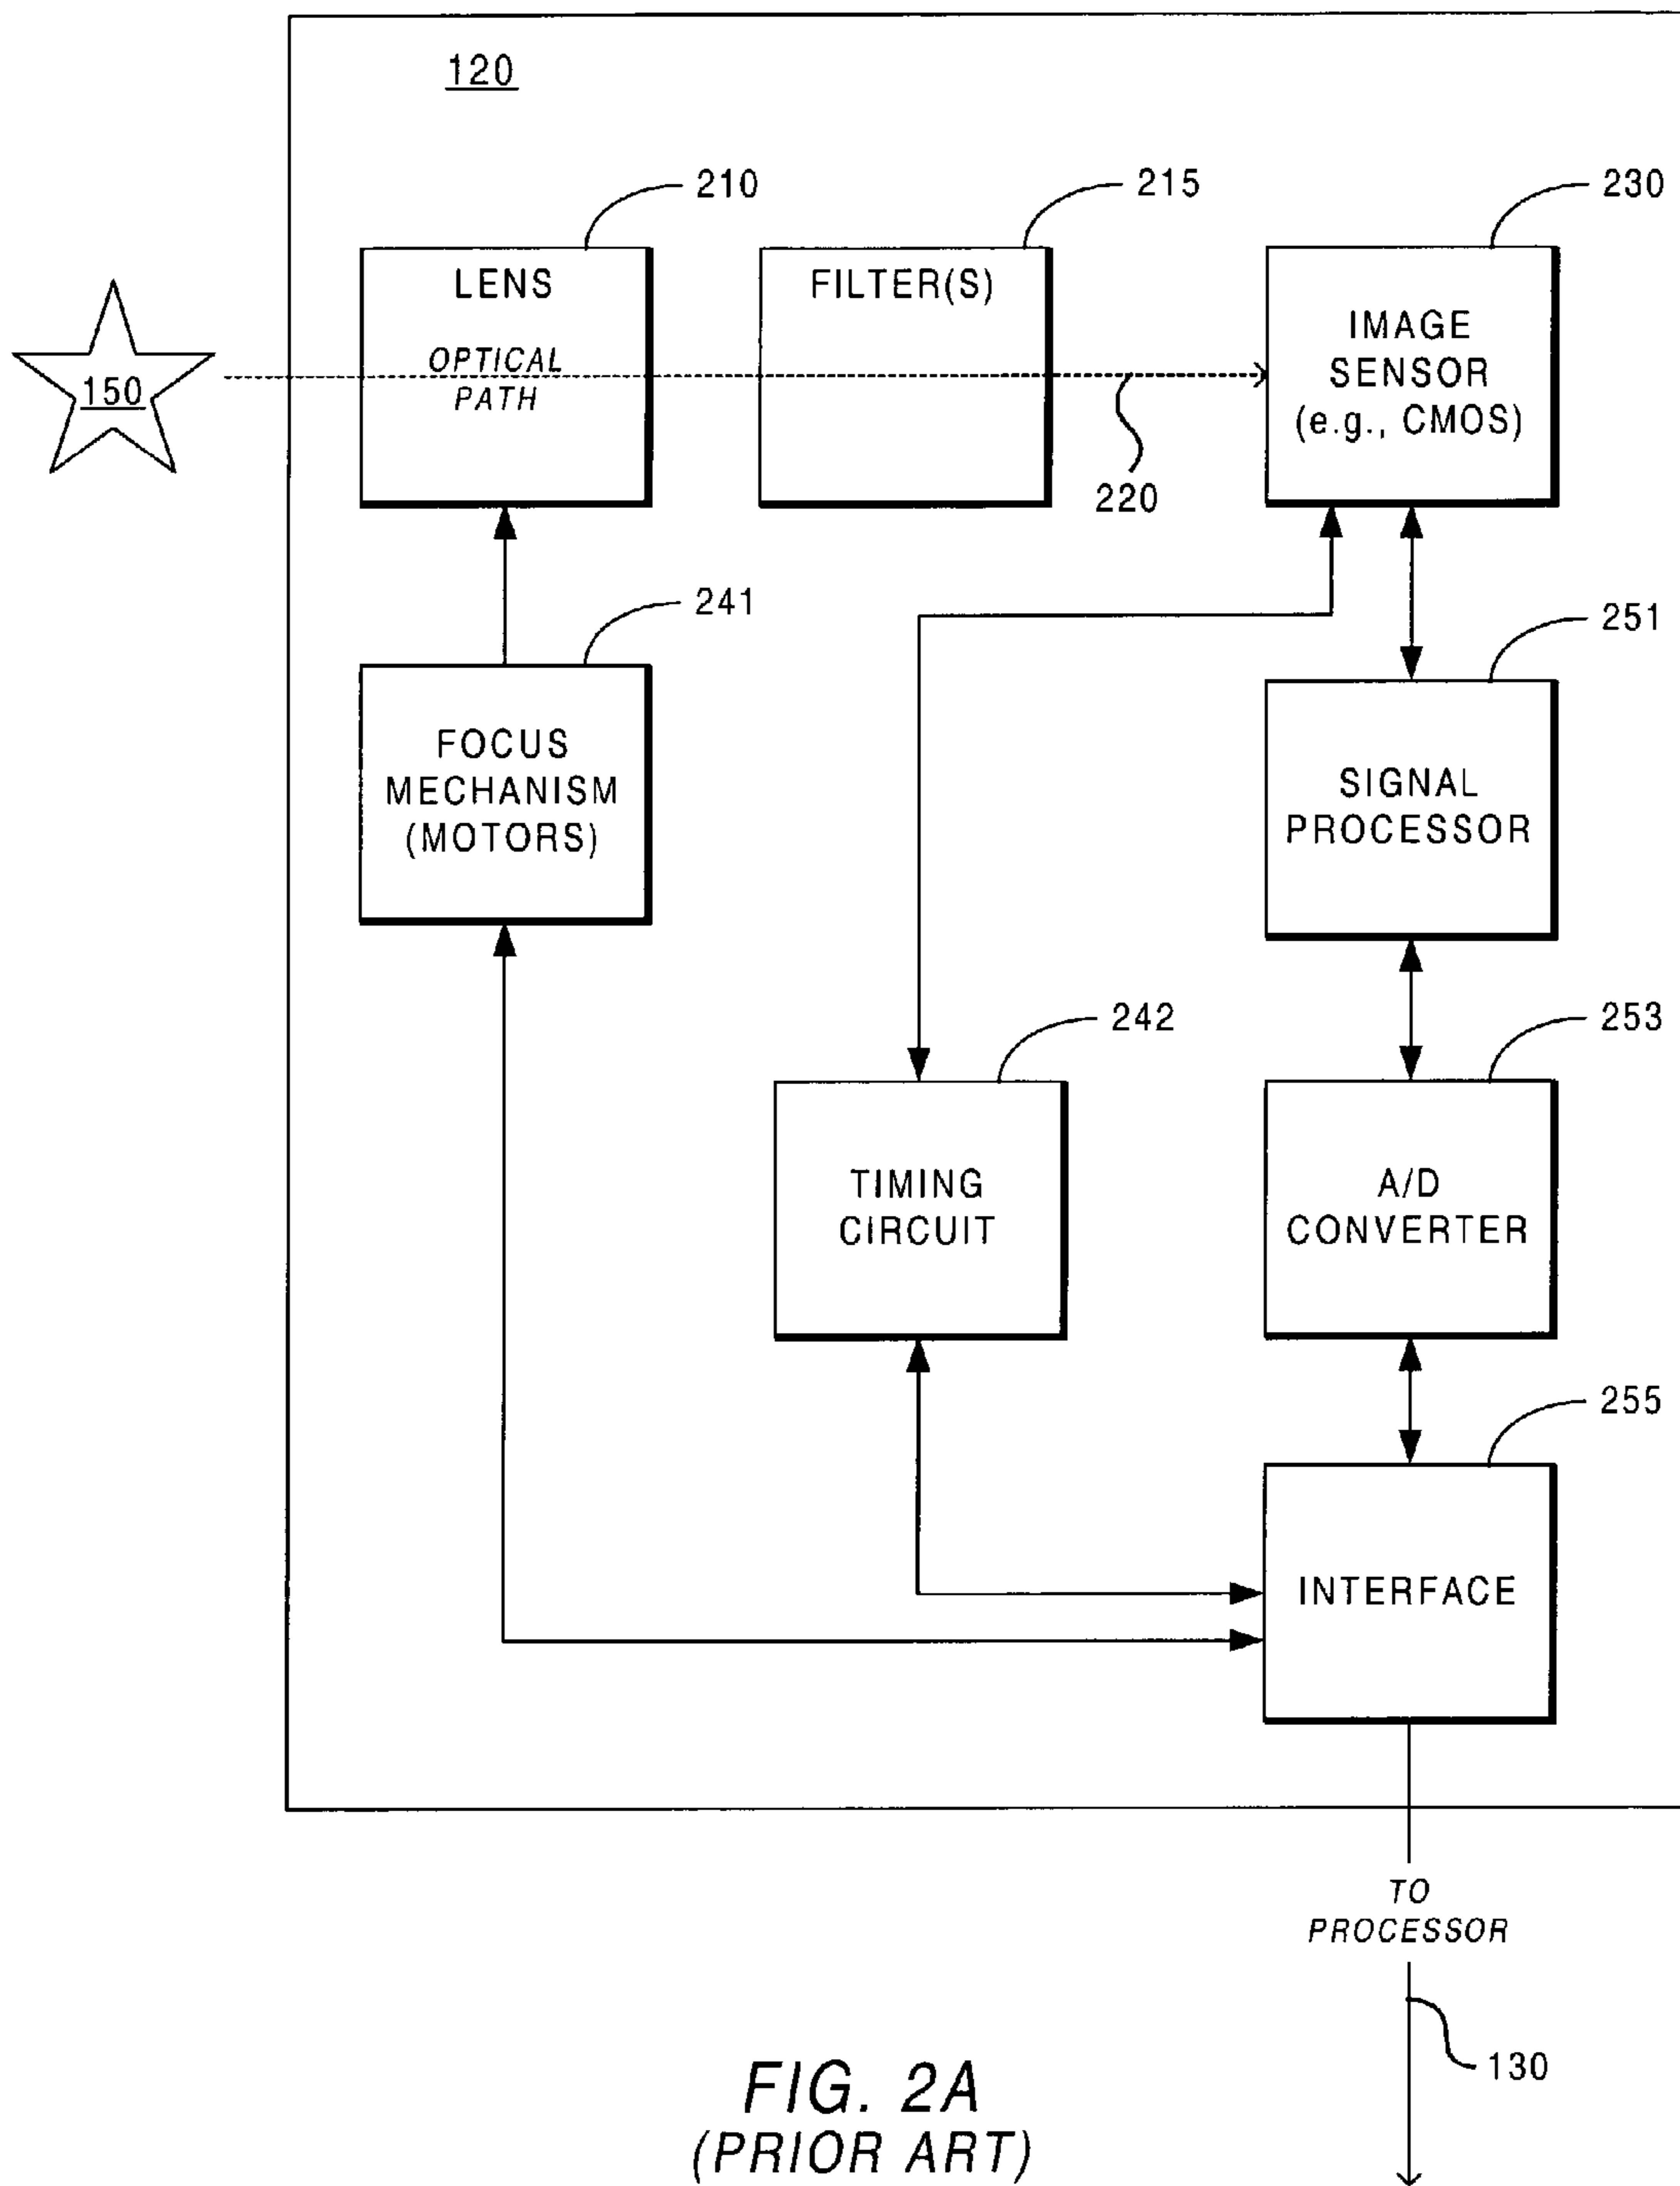 120
210
215
230
LENS
FILTER(S)
IMAGE
SENSOR
(e.g., CMOS)
OPTICAL
PATH
150
220
241
251
FOCUS
MECHANISM
(MOTORS)
SIGNAL
PROCESSOR
242
253
TIMING
CIRCUIT
A/D
CONVERTER
255
INTERFACE
TO
PROCESSOR
130
FIG. 2A
(PRIOR ART)